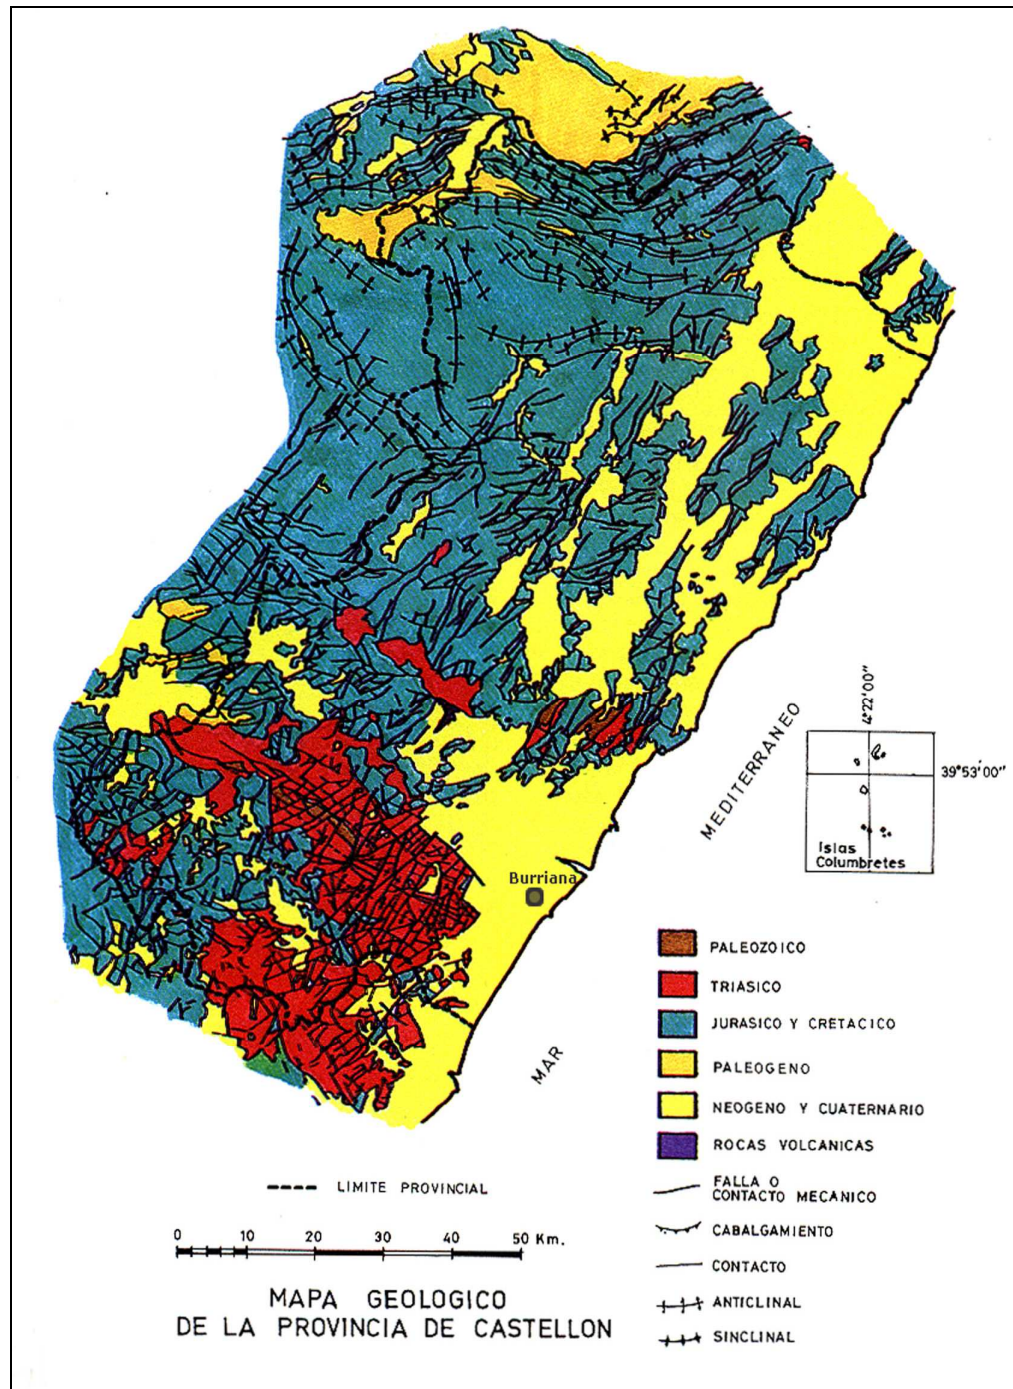 4°22'00"
39°53'00"
MEDITERRANEO
Islas
Columbretes
Burriana
MAR
PALEOZOICO
TRIASICO
JURASICO Y CRETACICO
PALEOGENO
NEOGENO Y CUATERNARIO
ROCAS VOLCANICAS
FALLA O
CONTACTO MECANICO
CABALGAMIENTO
CONTACTO
ANTICLINAL
SINCLINAL
LIMITE PROVINCIAL
0 10 20 30 40 50 Km.
MAPA GEOLOGICO
DE LA PROVINCIA DE CASTELLON